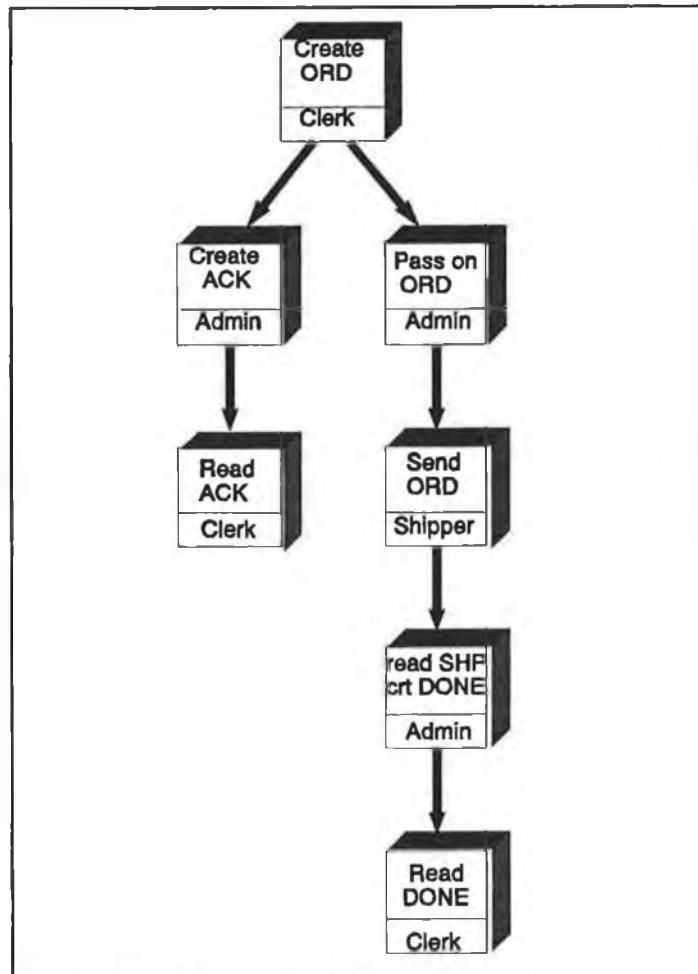 Create
ORD
Clerk
Create
ACK
Admin
Pass on
ORD
Admin
Read
ACK
Clerk
Send
ORD
Shipper
read SHP
crt DONE
Admin
Read
DONE
Clerk